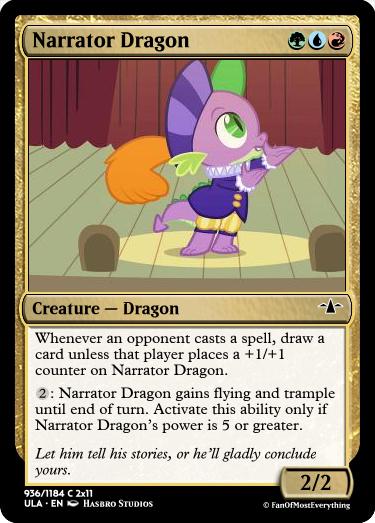 Narrator Dragon
Creature — Dragon
Whenever an opponent casts a spell, draw a
card unless that player places a +1/+1
counter on Narrator Dragon.
2: Narrator Dragon gains flying and trample
until end of turn. Activate this ability only if
Narrator Dragon's power is 5 or greater.
Let him tell his stories, or he'll gladly conclude
yours.
2/2
936/1184 C 2x11
ULA • EN Hasbro Studios
© FanOfMostEverything